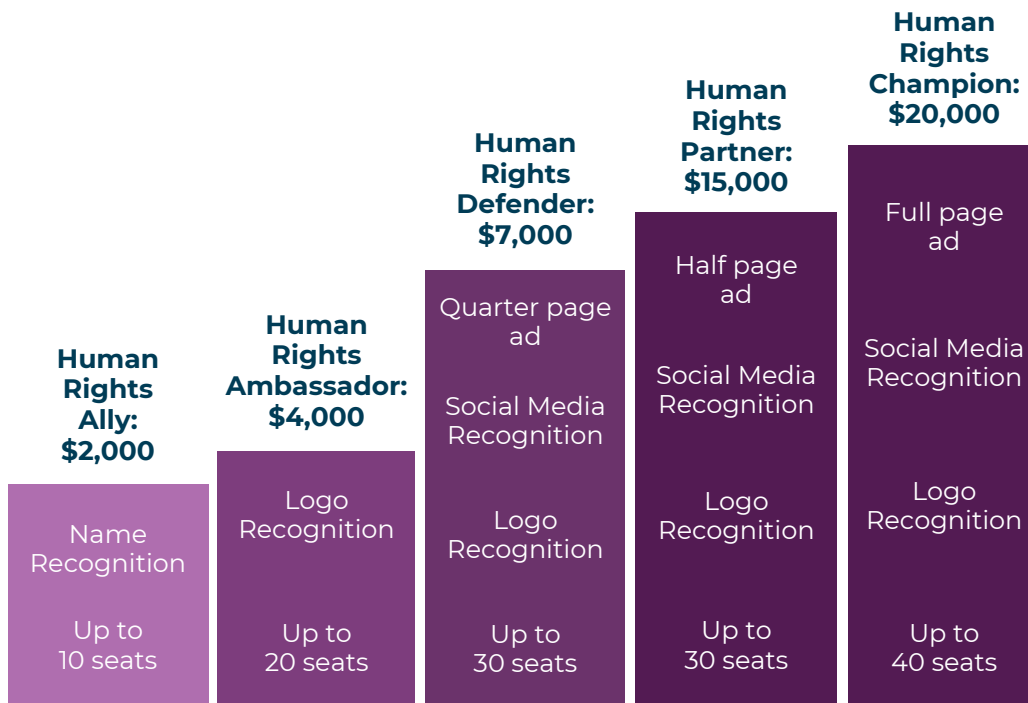 Human
Rights
Ally:
$2,000
Name
Recognition
Up to
10 seats
Human
Rights
Ambassador:
$4,000
Logo
Recognition
Up to
20 seats
Human
Rights
Defender:
$7,000
Quarter page
ad
Social Media
Recognition
Logo
Recognition
Up to
30 seats
Human
Rights
Partner:
$15,000
Half page
ad
Social Media
Recognition
Logo
Recognition
Up to
30 seats
Human
Rights
Champion:
$20,000
Full page
ad
Social Media
Recognition
Logo
Recognition
Up to
40 seats